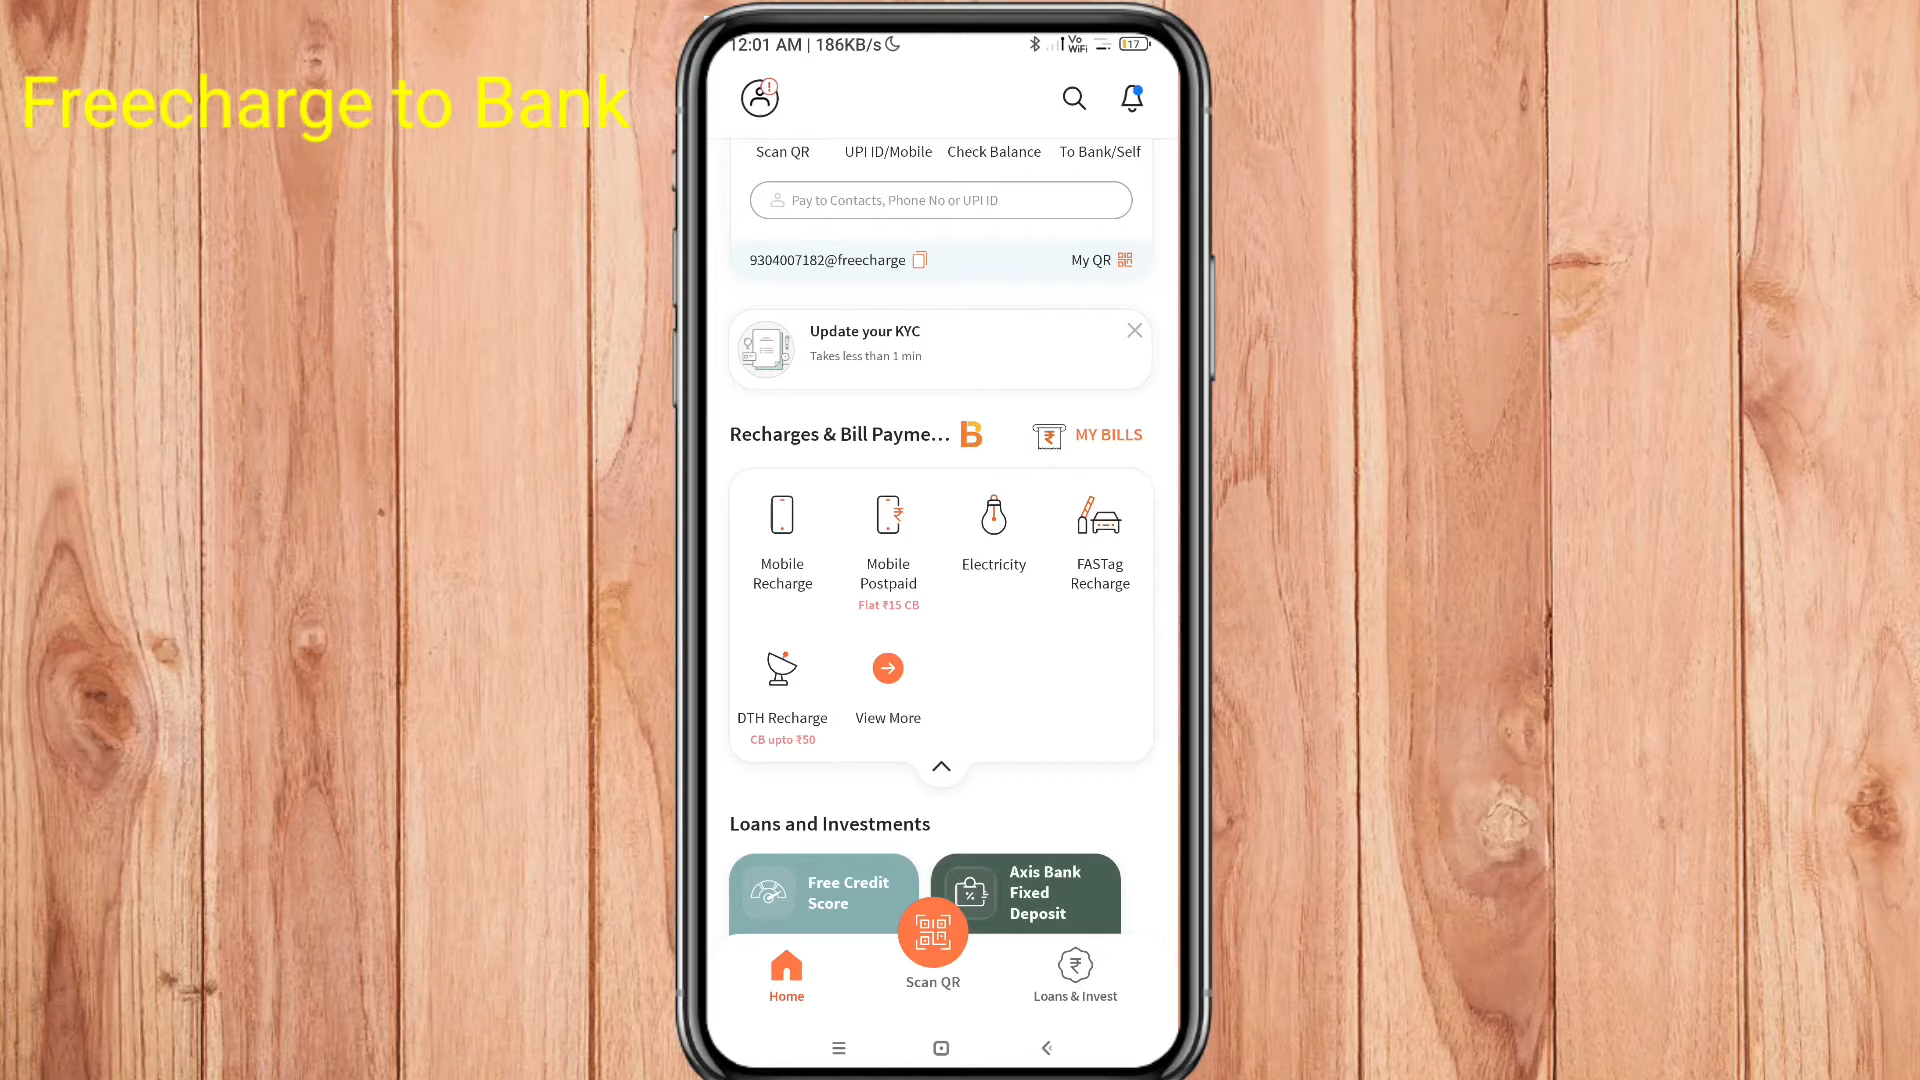 Freecharge to Bank
12:01 AM | 186KB/s
Vo
WiFi
17
Scan QR
UPI ID/Mobile
Check Balance
To Bank/Self
Pay to Contacts, Phone No or UPI ID
9304007182@freecharge
My QR
Update your KYC
Takes less than 1 min
Recharges & Bill Payme...
B
MY BILLS
Mobile
Recharge
Mobile
Postpaid
Flat ₹15 CB
Electricity
FASTag
Recharge
DTH Recharge
CB upto ₹50
View More
Loans and Investments
Free Credit
Score
Axis Bank
Fixed
Deposit
Home
Scan QR
Loans & Invest